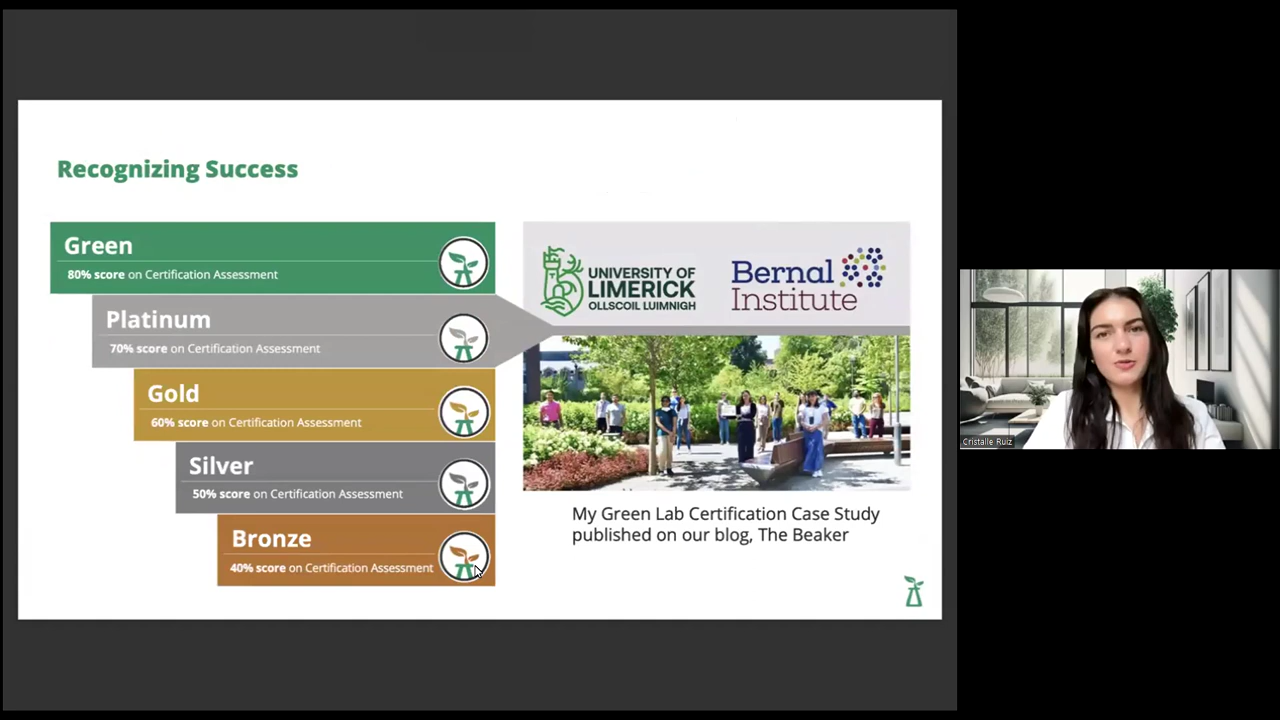 Recognizing Success
Green
80% score on Certification Assessment
Platinum
70% score on Certification Assessment
Gold
60% score on Certification Assessment
Silver
50% score on Certification Assessment
Bronze
40% score on Certification Assessment
UNIVERSITY OF
LIMERICK
OLLSCOIL LUIMNIGH
Bernal
Institute
My Green Lab Certification Case Study
published on our blog, The Beaker
Cristalle Ruiz